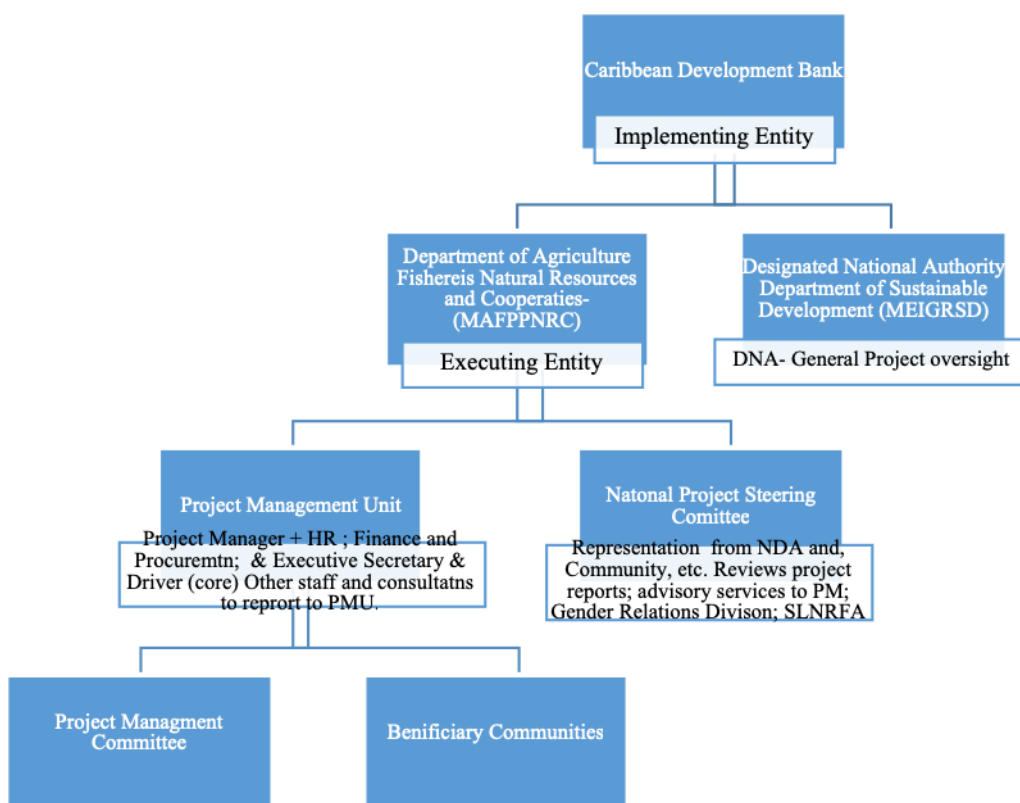 Caribbean Development Bank
Implementing Entity
Department of Agriculture
Fishereis Natural Resources
and Cooperaties-
(MAFPPNRC)
Executing Entity
Designated National Authority
Department of Sustainable
Development (MEIGRSD)
DNA- General Project oversight
Project Management Unit
Project Manager + HR ; Finance and
Procuremtn;  & Executive Secretary &
Driver (core) Other staff and consultatns
to reprort to PMU.
Natonal Project Steering
Comittee
Representation  from NDA and,
Community, etc. Reviews project
reports; advisory services to PM;
Gender Relations Divison; SLNRFA
Project Managment
Committee
Benificiary Communities